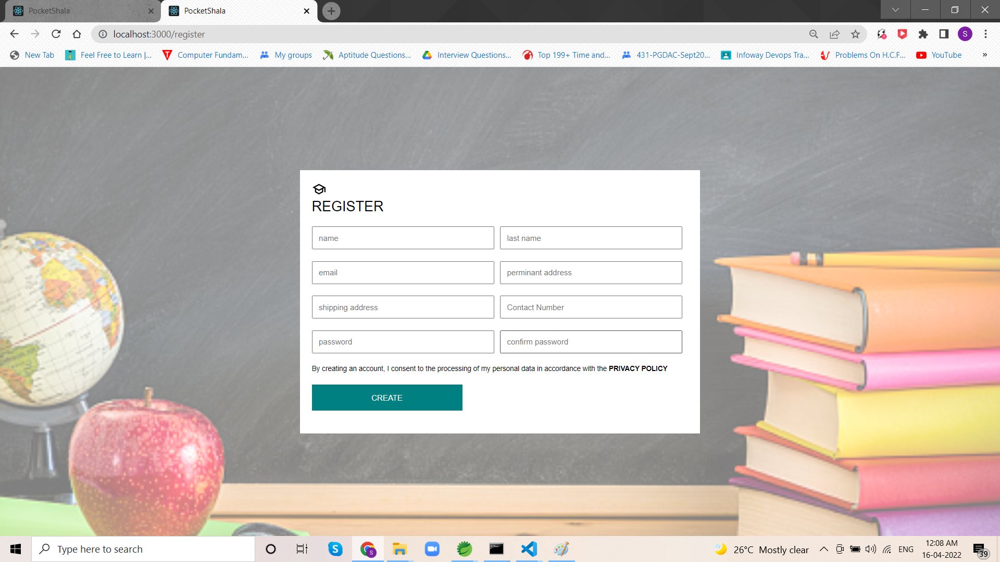 PocketShala
PocketShala
localhost:3000/register
S
New Tab
Feel Free to Learn |...
Computer Fundam...
My groups
Aptitude Questions...
Interview Questions...
Top 199+ Time and...
431-PGDAC-Sept20...
Infoway Devops Tra...
Problems On H.C.F...
YouTube
»
REGISTER
name
last name
email
perminant address
shipping address
Contact Number
password
confirm password
By creating an account, I consent to the processing of my personal data in accordance with the PRIVACY POLICY
CREATE
Type here to search
26°C Mostly clear
ENG
12:08 AM
16-04-2022
39